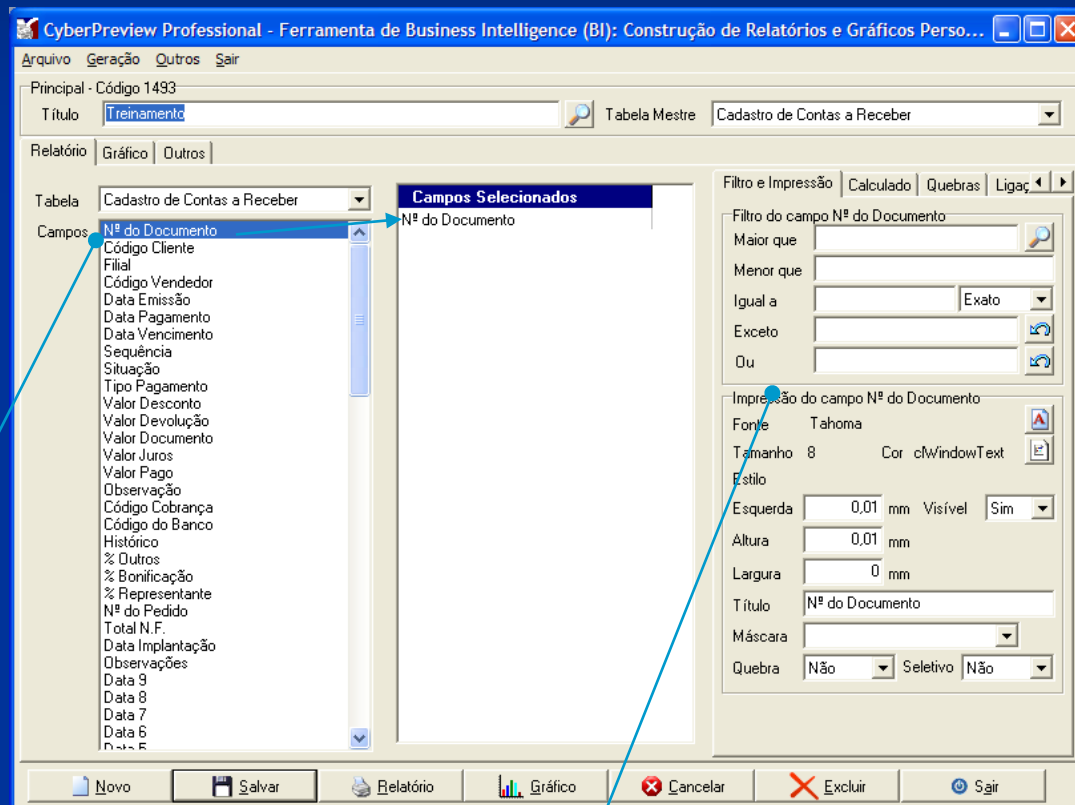 CyberPreview Professional - Ferramenta de Business Intelligence (BI): Construção de Relatórios e Gráficos Perso...
Arquivo Geração Outros Sair
Principal - Código 1493
Título Treinamento Tabela Mestre Cadastro de Contas a Receber
Relatório Gráfico Outros
Tabela Cadastro de Contas a Receber
Campos
Nº do Documento
Código Cliente
Filial
Código Vendedor
Data Emissão
Data Pagamento
Data Vencimento
Sequência
Situação
Tipo Pagamento
Valor Desconto
Valor Devolução
Valor Documento
Valor Juros
Valor Pago
Observação
Código Cobrança
Código do Banco
Histórico
% Outros
% Bonificação
% Representante
Nº do Pedido
Total N.F.
Data Implantação
Observações
Data 9
Data 8
Data 7
Data 6
Campos Selecionados
Nº do Documento
Filtro e Impressão Calculado Quebras Ligaç
Filtro do campo Nº do Documento
Maior que
Menor que
Igual a Exato
Exceto
Ou
Impressão do campo Nº do Documento
Fonte Tahoma
Tamanho 8 Cor clWindowText
Estilo
Esquerda 0,01 mm Visível Sim
Altura 0,01 mm
Largura 0 mm
Título Nº do Documento
Máscara
Quebra Não Seletivo Não
Novo Salvar Relatório Gráfico Cancelar Excluir Sair